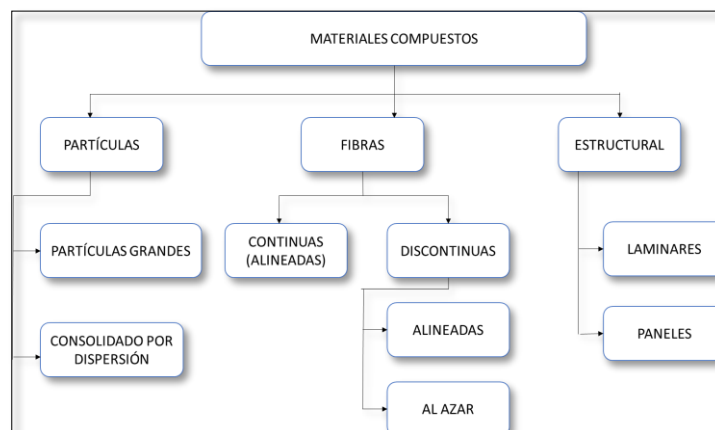 MATERIALES COMPUESTOS
PARTÍCULAS
FIBRAS
ESTRUCTURAL
PARTÍCULAS GRANDES
CONTINUAS
(ALINEADAS)
DISCONTINUAS
LAMINARES
CONSOLIDADO POR
DISPERSIÓN
ALINEADAS
PANELES
AL AZAR